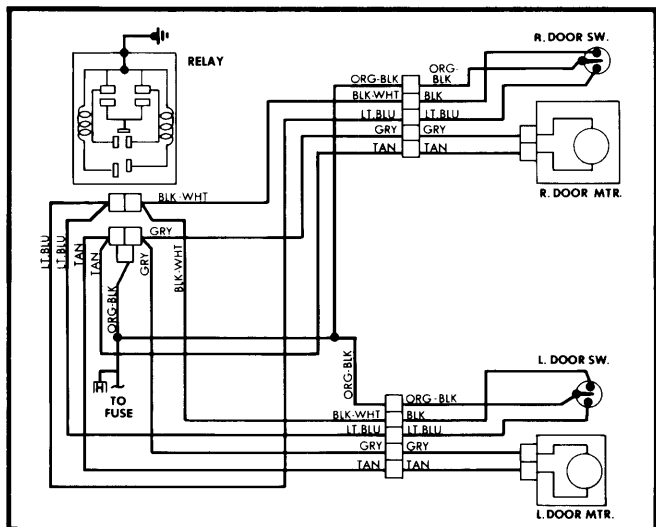 R. DOOR SW.
RELAY
ORG-BLK
ORG-
BLK
BLK-WHT
BLK
LT.BLU
LT.BLU
GRY
GRY
TAN
TAN
R. DOOR MTR.
BLK-WHT
GRY
LT.BLU
LT.BLU
TAN
TAN
ORG-BLK
GRY
BLK-WHT
ORG-BLK
TO
FUSE
L. DOOR SW.
ORG-BLK
BLK-WHT
BLK
LT.BLU
LT.BLU
GRY
GRY
TAN
TAN
L. DOOR MTR.